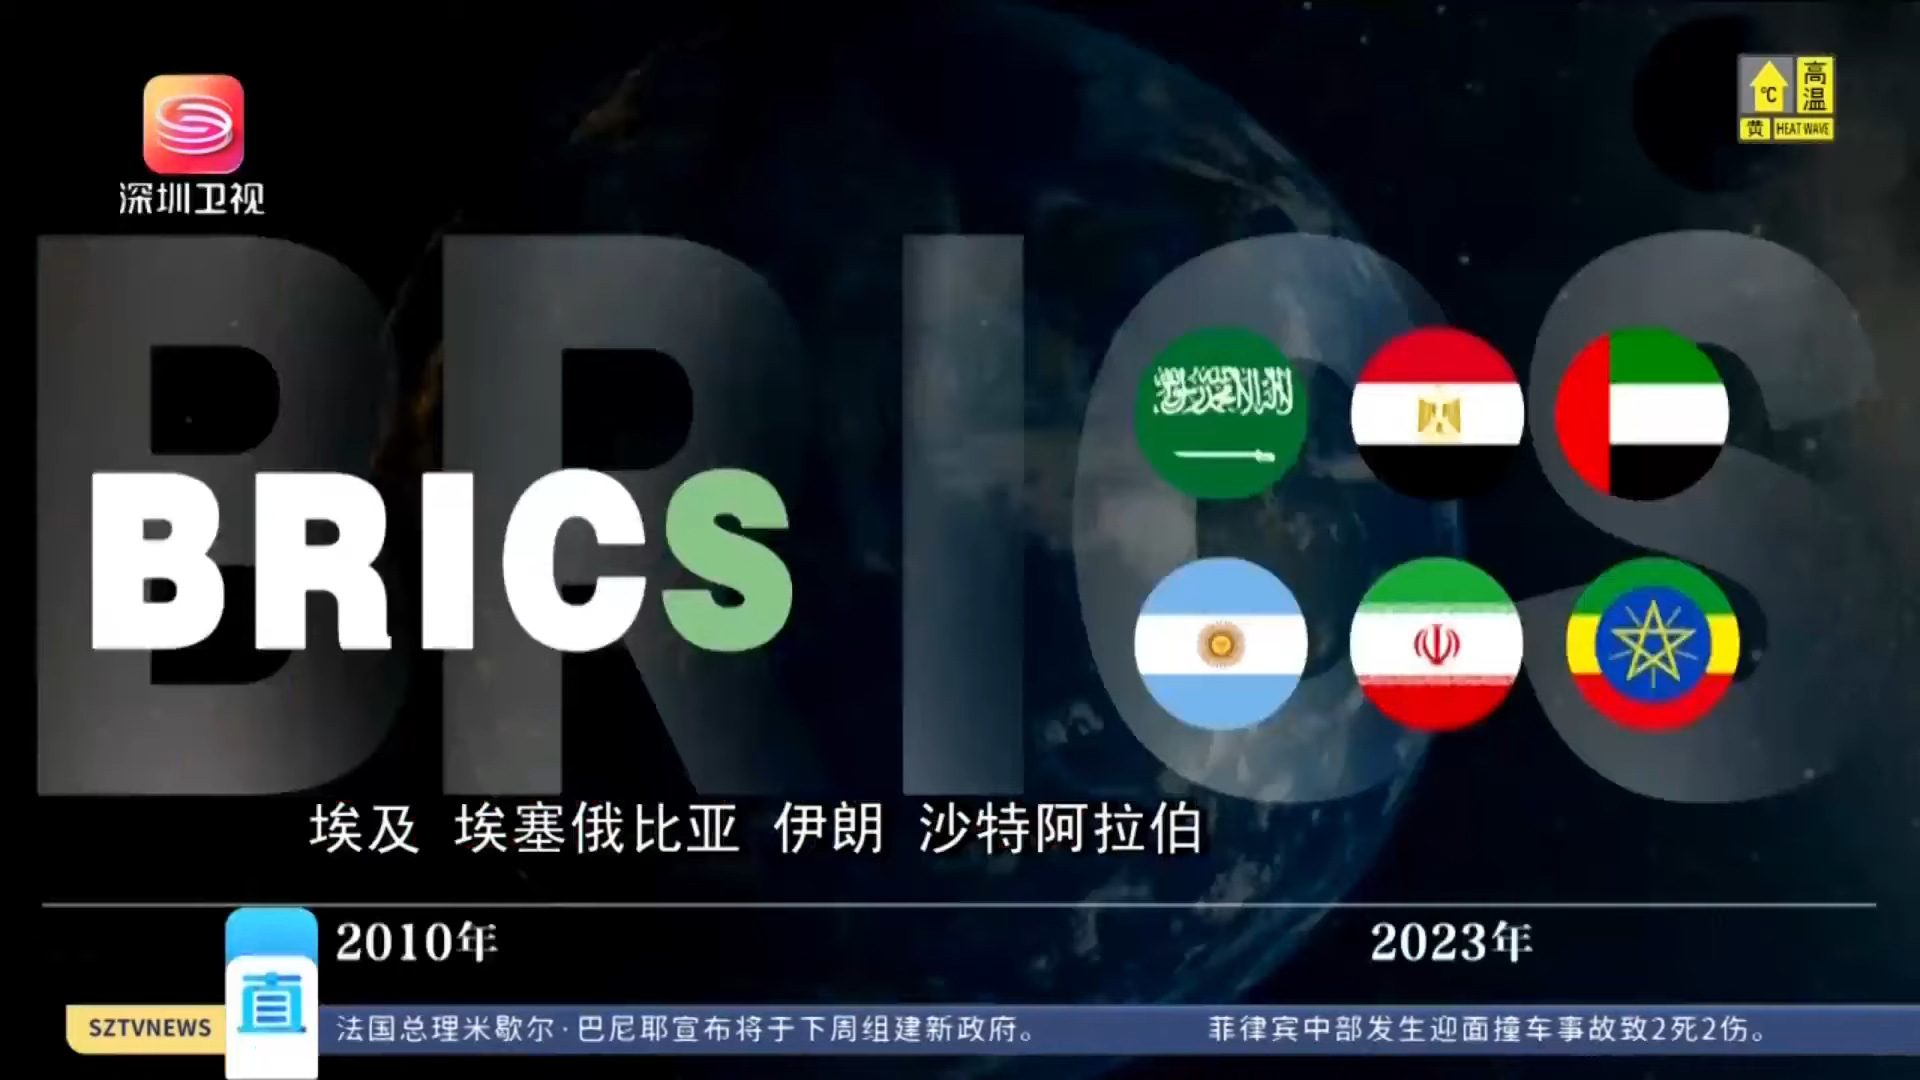 深圳卫视
℃
高温
黄
HEAT WAVE
BRICS
BRICS
埃及 埃塞俄比亚 伊朗 沙特阿拉伯
2010年
2023年
SZTVNEWS
直
法国总理米歇尔·巴尼耶宣布将于下周组建新政府。
菲律宾中部发生迎面撞车事故致2死2伤。